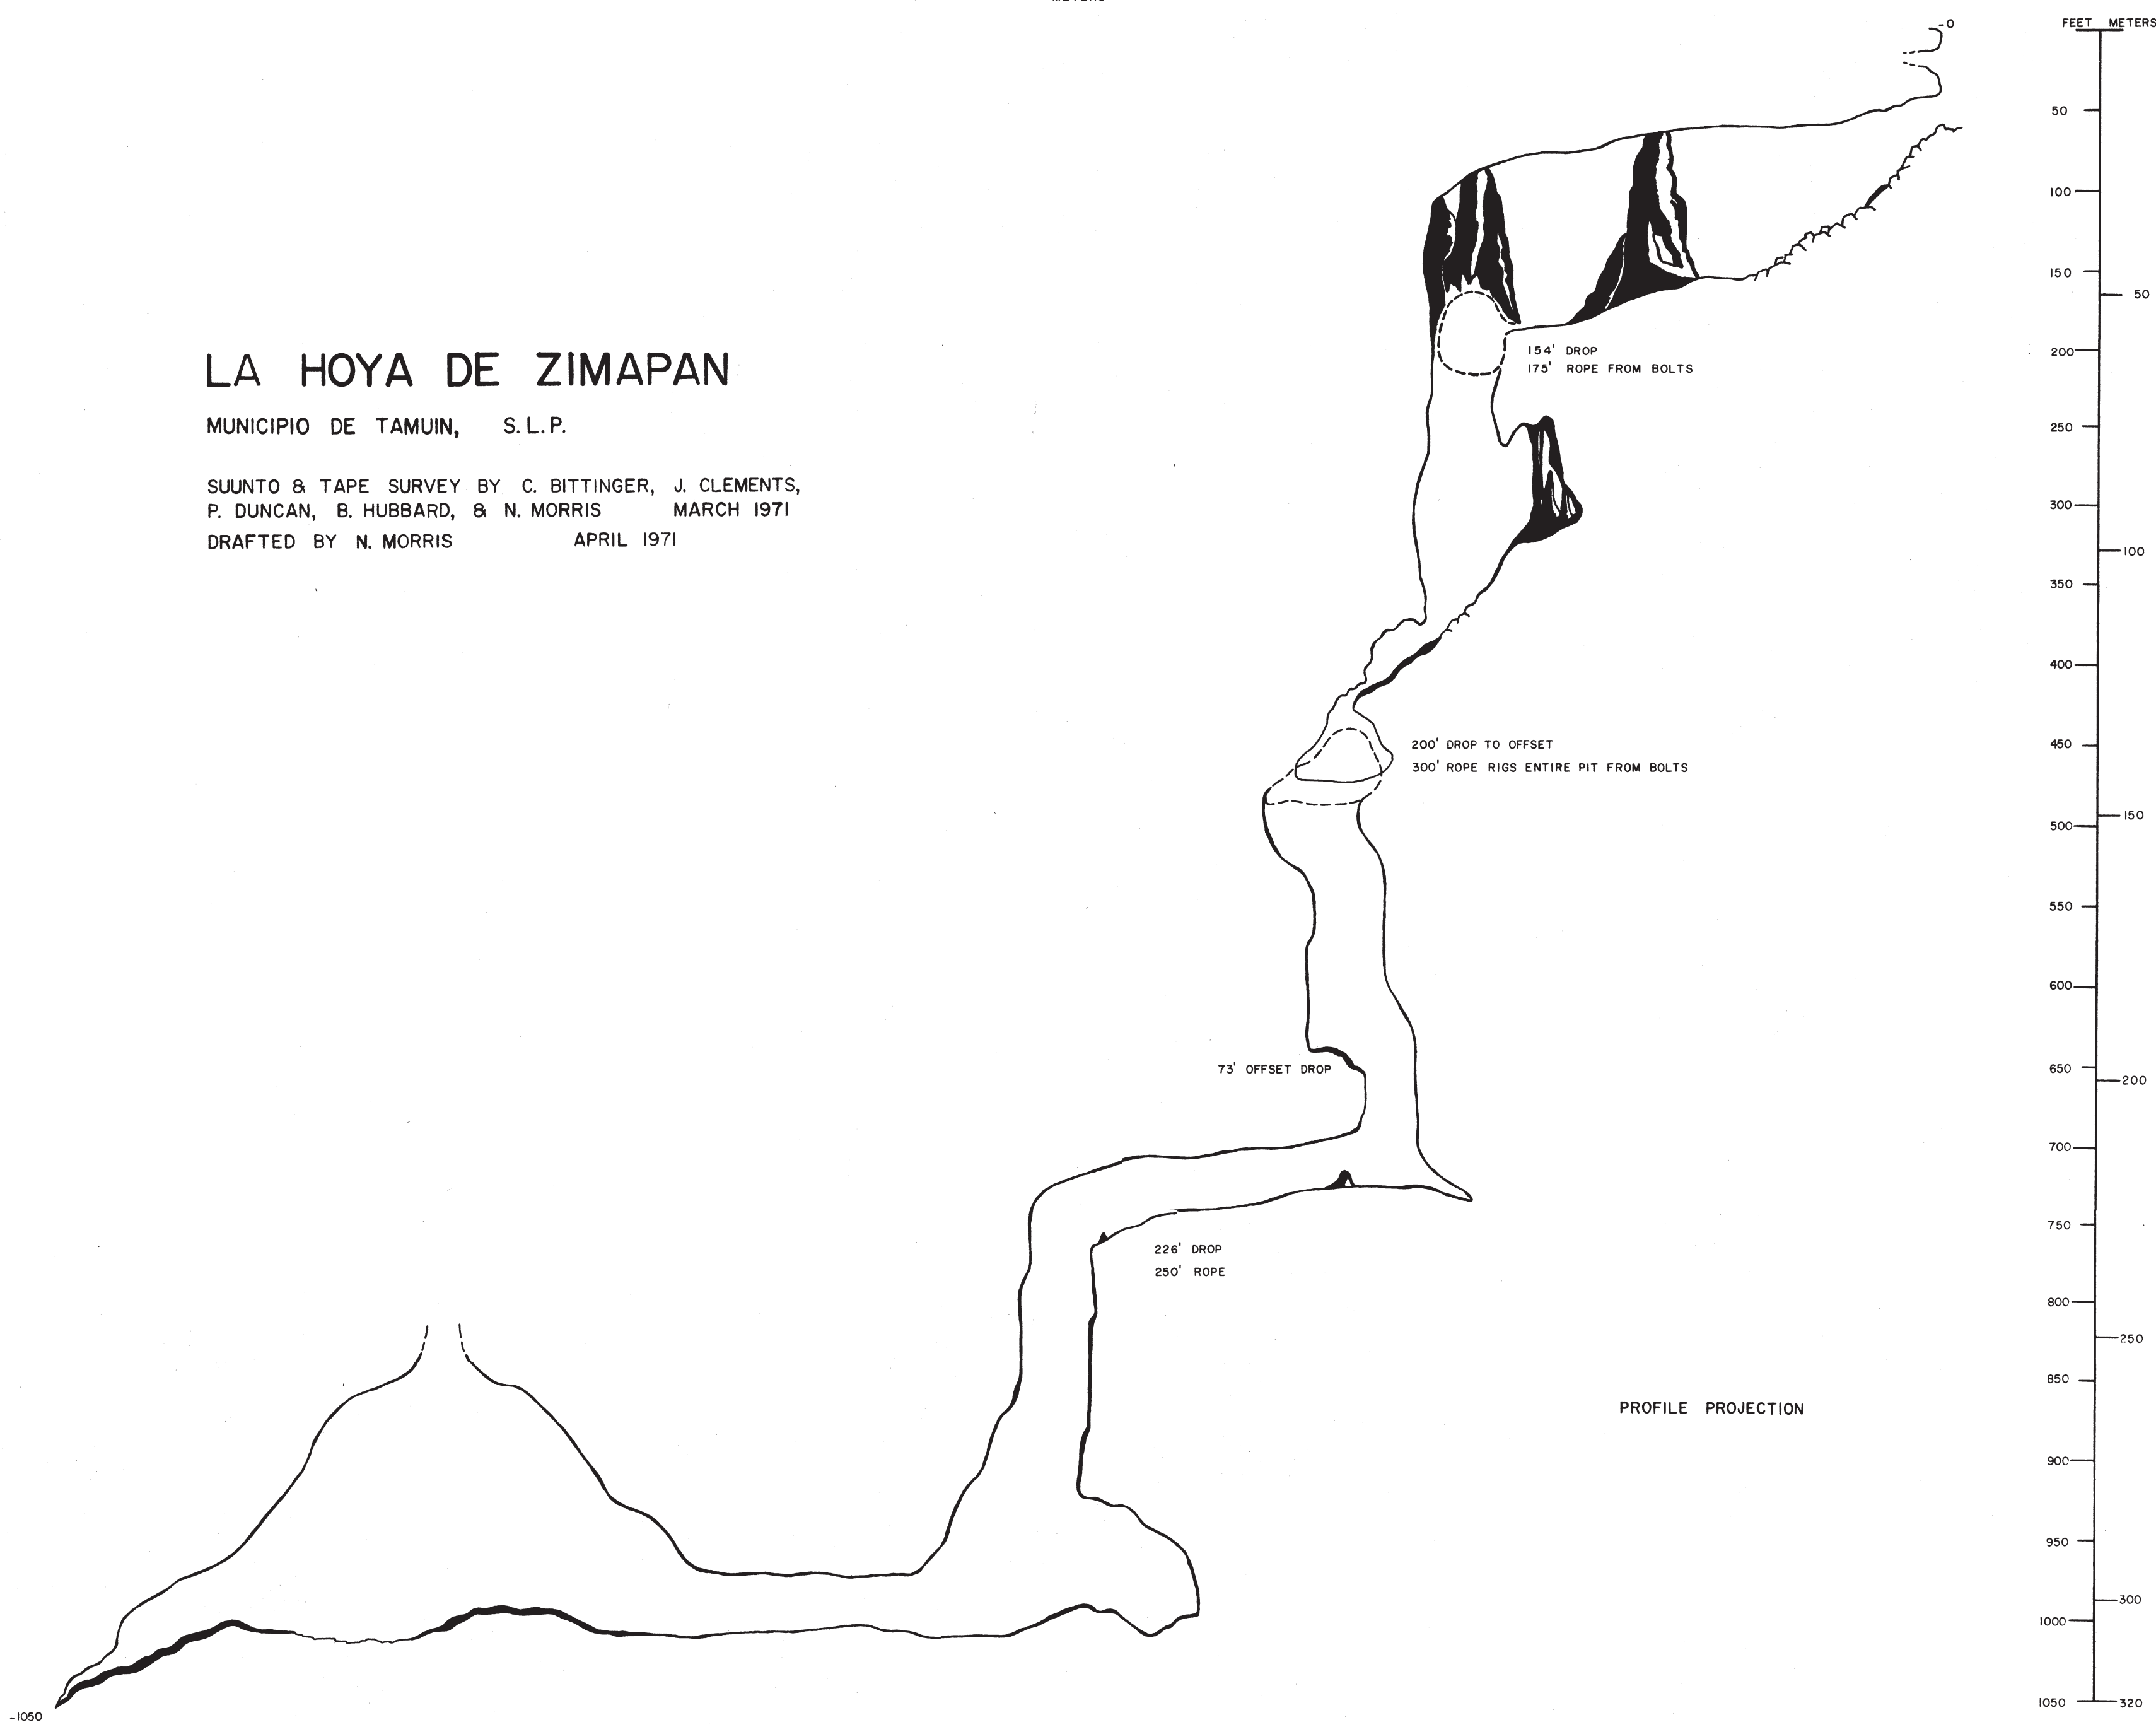 -0
FEET METERS
50
100
150
50
LA HOYA DE ZIMAPAN
154' DROP
200
175' ROPE FROM BOLTS
MUNICIPIO DE TAMUIN, S.L.P.
250
SUUNTO & TAPE SURVEY BY C. BITTINGER, J. CLEMENTS,
P. DUNCAN, B. HUBBARD, & N. MORRIS MARCH 1971
300
DRAFTED BY N. MORRIS APRIL 1971
100
350
400
200' DROP TO OFFSET
450
300' ROPE RIGS ENTIRE PIT FROM BOLTS
150
500
550
600
73' OFFSET DROP
650
200
700
750
226' DROP
250' ROPE
800
250
850
PROFILE PROJECTION
900
950
300
1000
1050 320
-1050